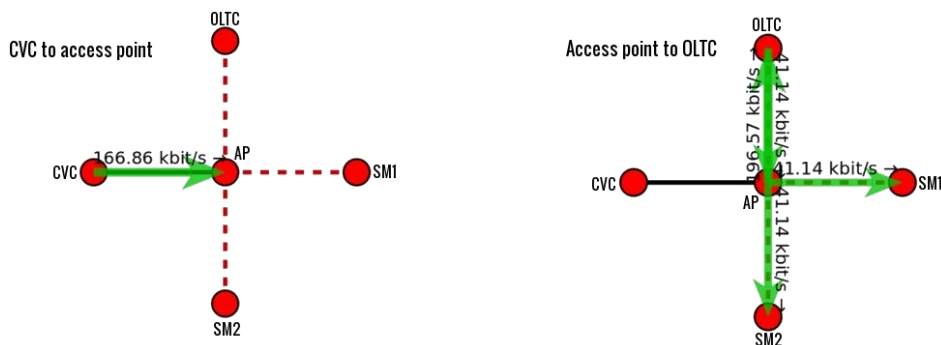 CVC to access point
OLTC
166.86 kbit/s →
AP
CVC
SM1
SM2
Access point to OLTC
OLTC
196.57 kbit/s →
41.14 kbit/s
41.14 kbit/s →
CVC
AP
SM1
41.14 kbit/s →
SM2